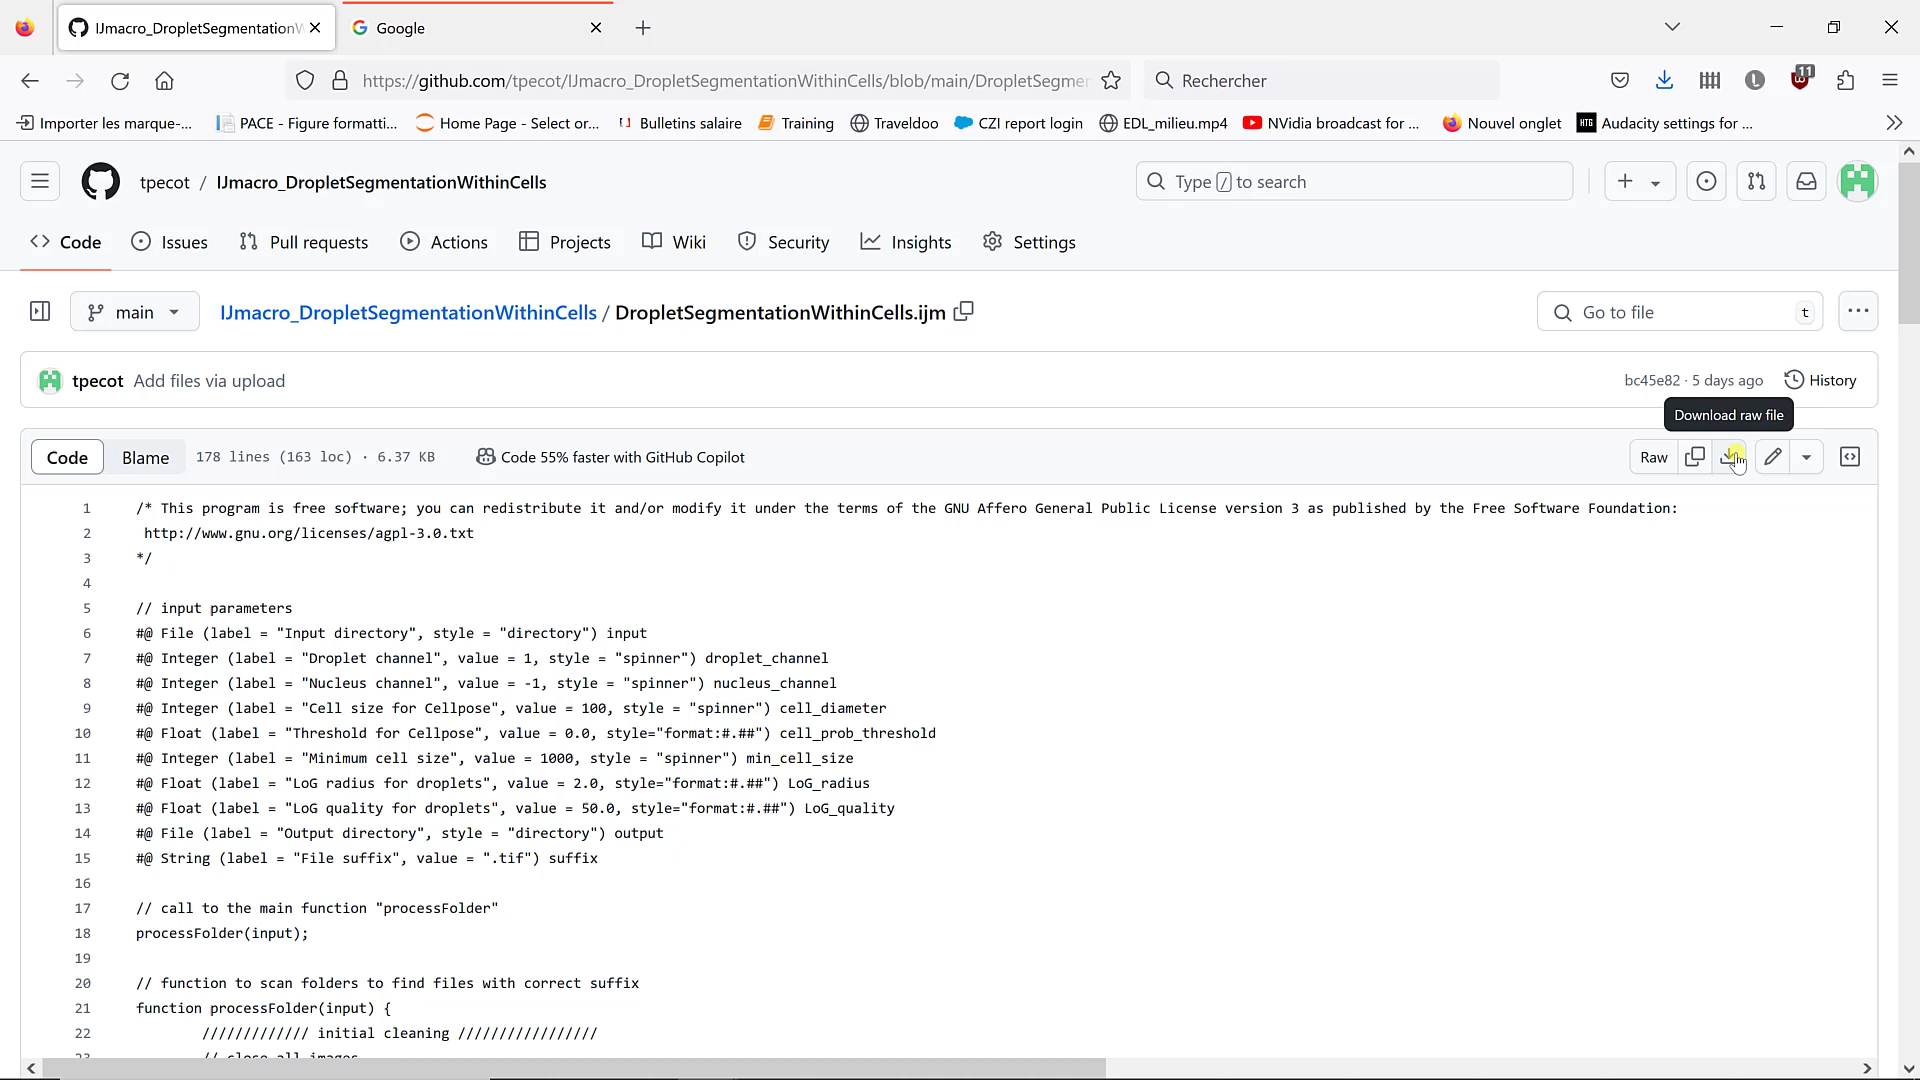 IJmacro_DropletSegmentationW
Google
https://github.com/tpecot/IJmacro_DropletSegmentationWithinCells/blob/main/DropletSegmen
Rechercher
11
Importer les marque-...
PACE - Figure formatti...
Home Page - Select or...
Bulletins salaire
Training
Traveldoo
CZI report login
EDL_milieu.mp4
NVidia broadcast for ...
Nouvel onglet
HTG
Audacity settings for ...
tpecot / IJmacro_DropletSegmentationWithinCells
Type / to search
Code
Issues
Pull requests
Actions
Projects
Wiki
Security
Insights
Settings
main
IJmacro_DropletSegmentationWithinCells / DropletSegmentationWithinCells.ijm
Go to file
t
tpecot Add files via upload
bc45e82 · 5 days ago
History
Download raw file
Code
Blame
178 lines (163 loc) · 6.37 KB
Code 55% faster with GitHub Copilot
Raw
1 /* This program is free software; you can redistribute it and/or modify it under the terms of the GNU Affero General Public License version 3 as published by the Free Software Foundation:
2 http://www.gnu.org/licenses/agpl-3.0.txt
3 */
4
5 // input parameters
6 #@ File (label = "Input directory", style = "directory") input
7 #@ Integer (label = "Droplet channel", value = 1, style = "spinner") droplet_channel
8 #@ Integer (label = "Nucleus channel", value = -1, style = "spinner") nucleus_channel
9 #@ Integer (label = "Cell size for Cellpose", value = 100, style = "spinner") cell_diameter
10 #@ Float (label = "Threshold for Cellpose", value = 0.0, style="format:#.##") cell_prob_threshold
11 #@ Integer (label = "Minimum cell size", value = 1000, style = "spinner") min_cell_size
12 #@ Float (label = "LoG radius for droplets", value = 2.0, style="format:#.##") LoG_radius
13 #@ Float (label = "LoG quality for droplets", value = 50.0, style="format:#.##") LoG_quality
14 #@ File (label = "Output directory", style = "directory") output
15 #@ String (label = "File suffix", value = ".tif") suffix
16
17 // call to the main function "processFolder"
18 processFolder(input);
19
20 // function to scan folders to find files with correct suffix
21 function processFolder(input) {
22 ///////////// initial cleaning /////////////////
23 // close all images